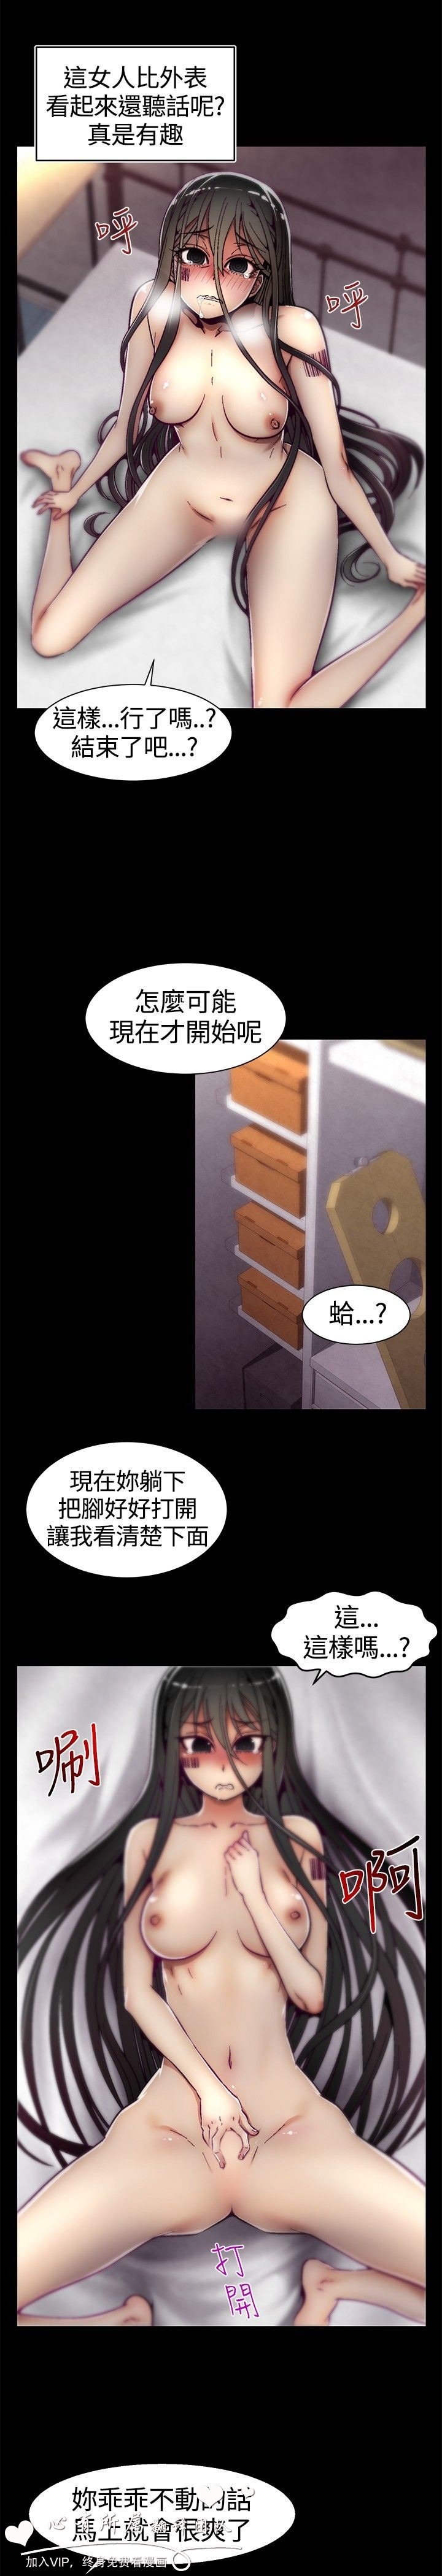 這女人比外表
看起來還聽話呢?
真是有趣
呼
呼
這樣...行了嗎..?
結束了吧...?
怎麼可能
現在才開始呢
蛤...?
現在妳躺下
把腳好好打開
讓我看清楚下面
這...
這樣嗎...?
唰
啊
打
開
妳乖乖不動的話
馬上就會很爽了
加入VIP，终身免费看漫画